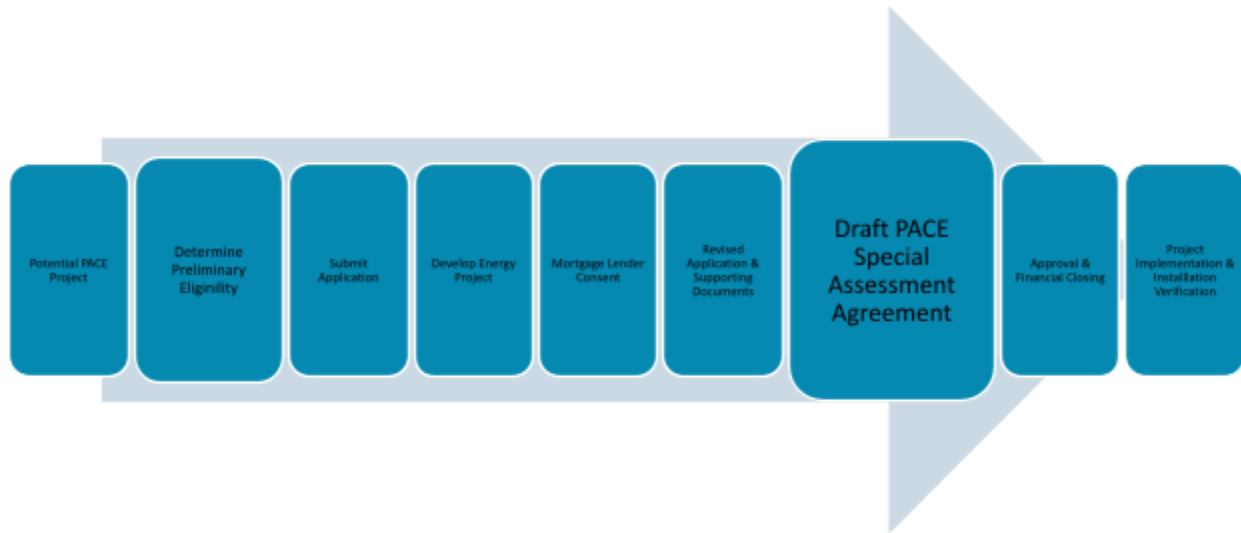 Potential PACE
Project
Determine
Preliminary
Eliginility
Submit
Application
Develop Energy
Project
Mortgage Lender
Consent
Revised
Application &
Supporting
Documents
Draft PACE
Special
Assessment
Agreement
Approval &
Financial Closing
Project
Implementation &
Installlation
Verification